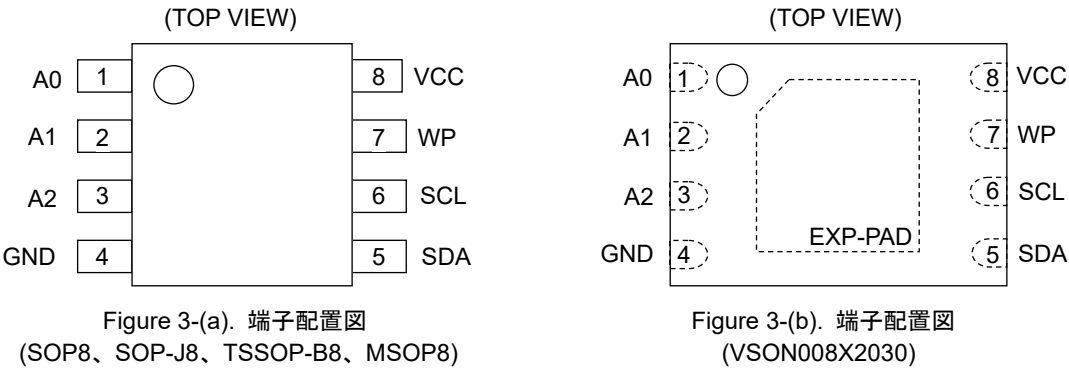 (TOP VIEW)
A0 1 8 VCC
A1 2 7 WP
A2 3 6 SCL
GND 4 5 SDA
Figure 3-(a). 端子配置図
(SOP8、SOP-J8、TSSOP-B8、MSOP8)
(TOP VIEW)
A0 1 8 VCC
A1 2 7 WP
A2 3 6 SCL
EXP-PAD
GND 4 5 SDA
Figure 3-(b). 端子配置図
(VSON008X2030)